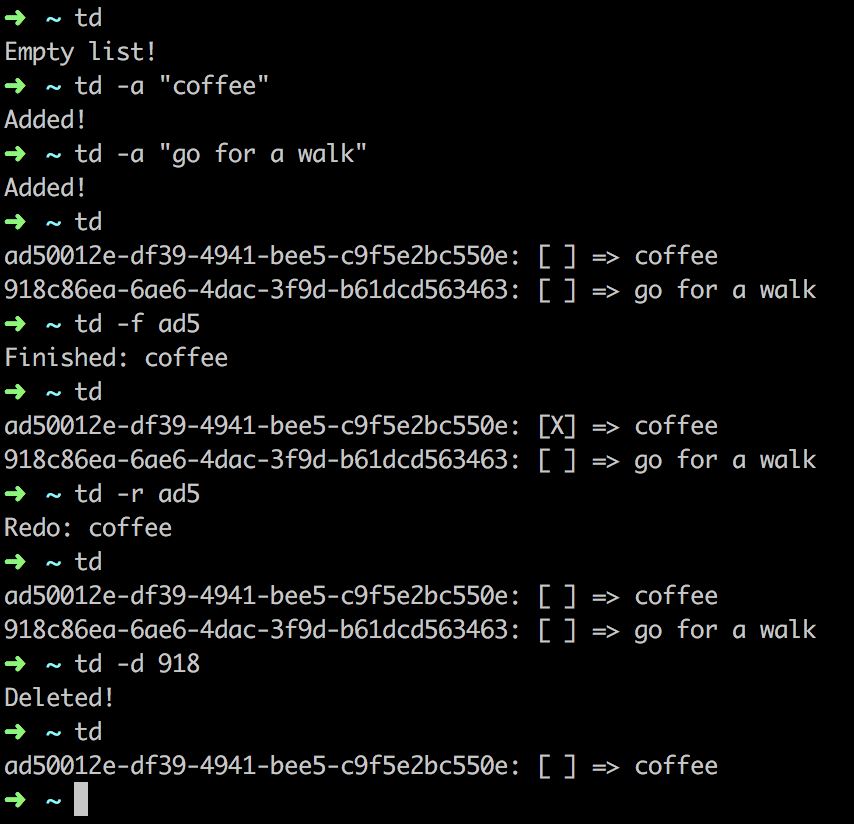 ➜ ~ td
Empty list!
➜ ~ td -a "coffee"
Added!
➜ ~ td -a "go for a walk"
Added!
➜ ~ td
ad50012e-df39-4941-bee5-c9f5e2bc550e: [ ] => coffee
918c86ea-6ae6-4dac-3f9d-b61dcd563463: [ ] => go for a walk
➜ ~ td -f ad5
Finished: coffee
➜ ~ td
ad50012e-df39-4941-bee5-c9f5e2bc550e: [X] => coffee
918c86ea-6ae6-4dac-3f9d-b61dcd563463: [ ] => go for a walk
➜ ~ td -r ad5
Redo: coffee
➜ ~ td
ad50012e-df39-4941-bee5-c9f5e2bc550e: [ ] => coffee
918c86ea-6ae6-4dac-3f9d-b61dcd563463: [ ] => go for a walk
➜ ~ td -d 918
Deleted!
➜ ~ td
ad50012e-df39-4941-bee5-c9f5e2bc550e: [ ] => coffee
➜ ~